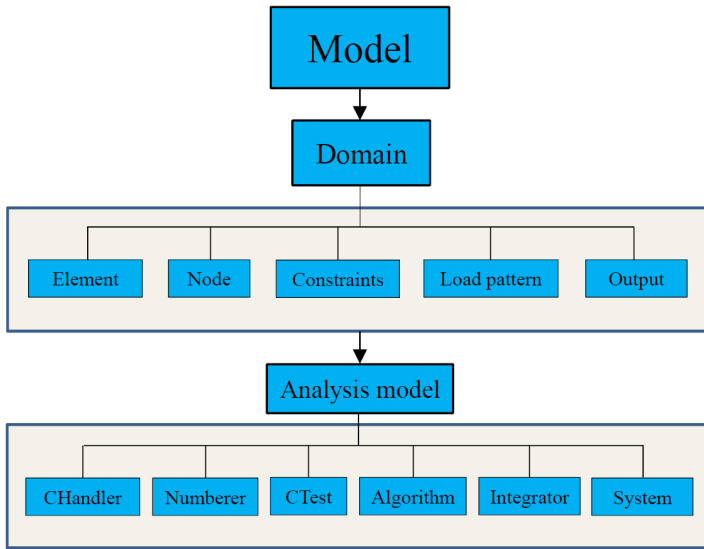 Model
Domain
Element
Node
Constraints
Load pattern
Output
Analysis model
CHandler
Numberer
CTest
Algorithm
Integrator
System